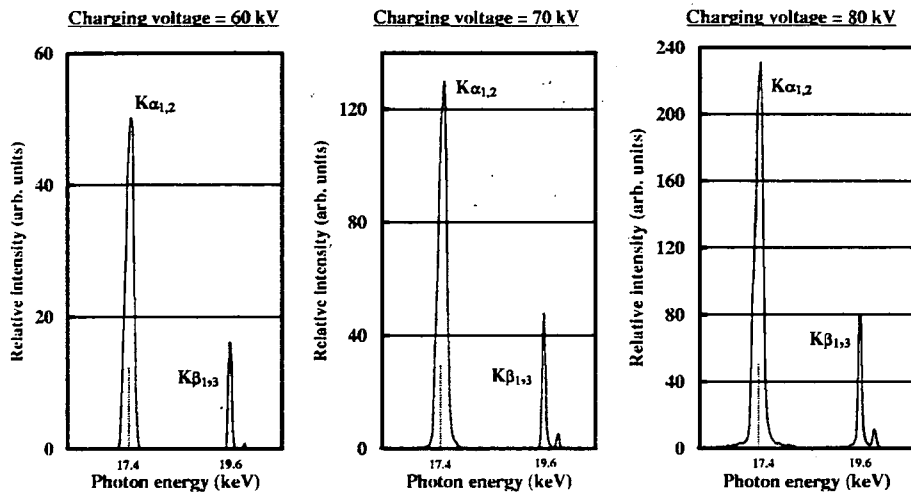 Charging voltage = 60 kV
60
40
20
0
Relative intensity (arb. units)
Kα1,2
Kβ1,3
17.4
19.6
Photon energy (keV)
Charging voltage = 70 kV
120
80
40
0
Relative intensity (arb. units)
Kα1,2
Kβ1,3
17.4
19.6
Photon energy (keV)
Charging voltage = 80 kV
240
200
160
120
80
40
0
Relative intensity (arb. units)
Kα1,2
Kβ1,3
17.4
19.6
Photon energy (keV)